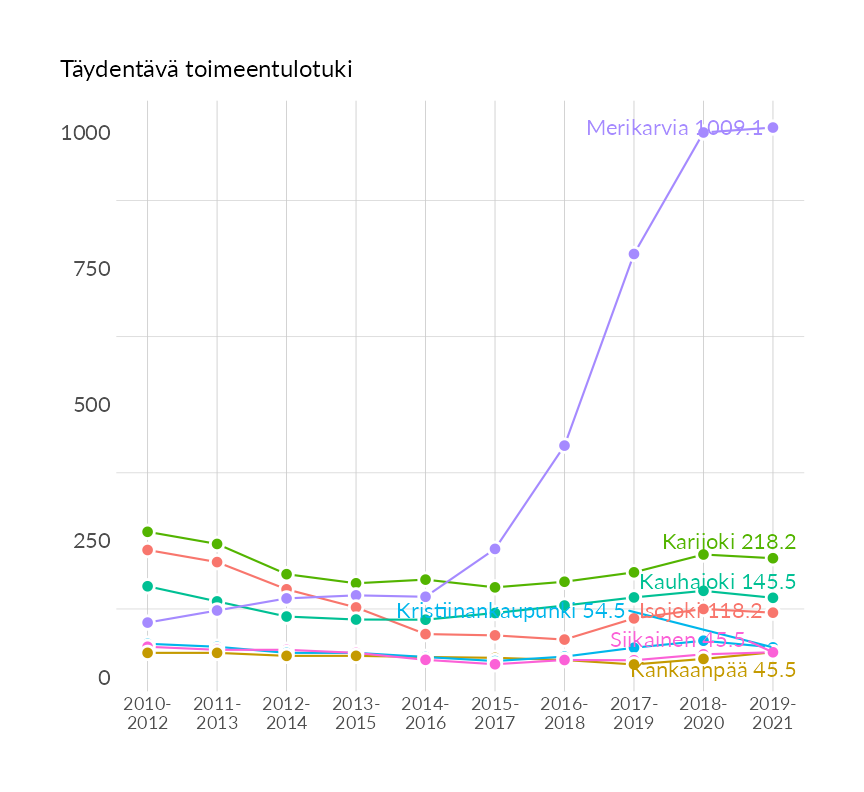 Täydentävä toimeentulotuki
1000
Merikarvia 1009.1
750
500
250
Karijoki 218.2
Kauhajoki 145.5
Kristiinankaupunki 54.5
Isojoki 118.2
Siikainen 45.5
Kankaanpää 45.5
0
2010-2012
2011-2013
2012-2014
2013-2015
2014-2016
2015-2017
2016-2018
2017-2019
2018-2020
2019-2021